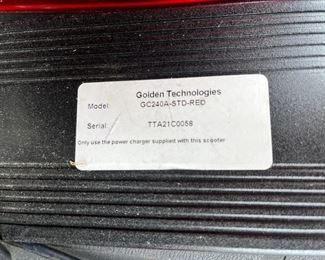 Golden Technologies
Model: GC240A-STD-RED
Serial: TTA21C0058
Only use the power charger supplied with this scooter